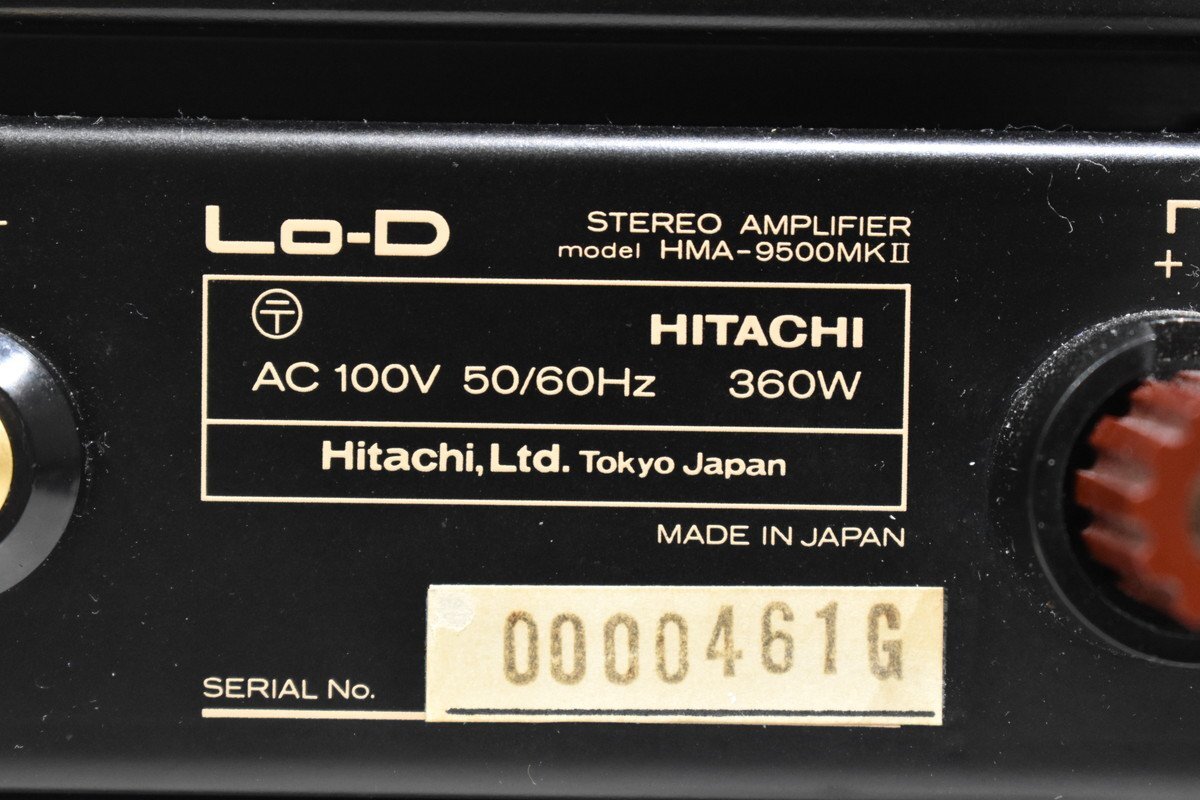 Lo-D
STEREO AMPLIFIER
model HMA-9500MKII
〒 HITACHI
AC 100V 50/60Hz 360W
Hitachi, Ltd. Tokyo Japan
MADE IN JAPAN
SERIAL No. 0000461G
+